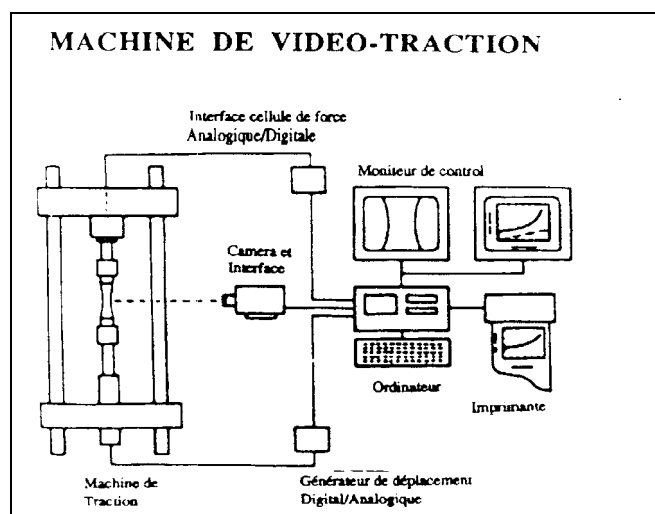 MACHINE DE VIDEO-TRACTION
Interface cellule de force
Analogique/Digitale
Moniteur de control
Camera et
Interface
Ordinateur
Imprimante
Machine de
Traction
Générateur de déplacement
Digital/Analogique